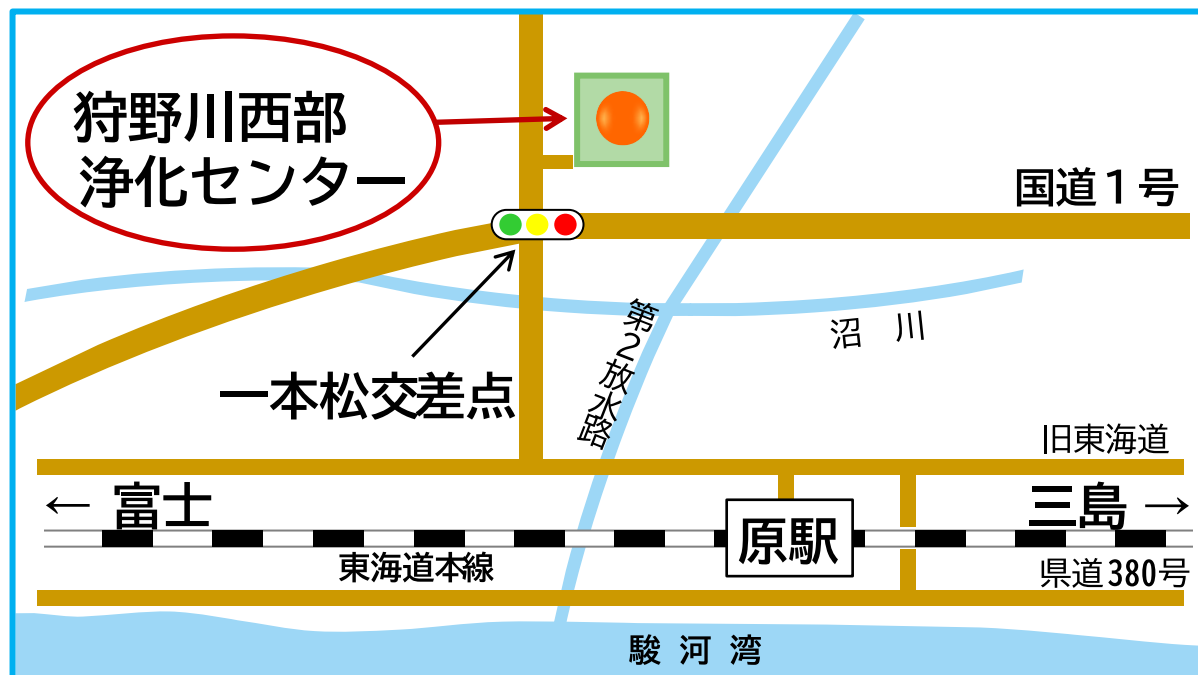 狩野川西部
浄化センター
国道1号
第2放水路
沼川
一本松交差点
旧東海道
← 富士
三島 →
原駅
東海道本線
県道380号
駿河湾